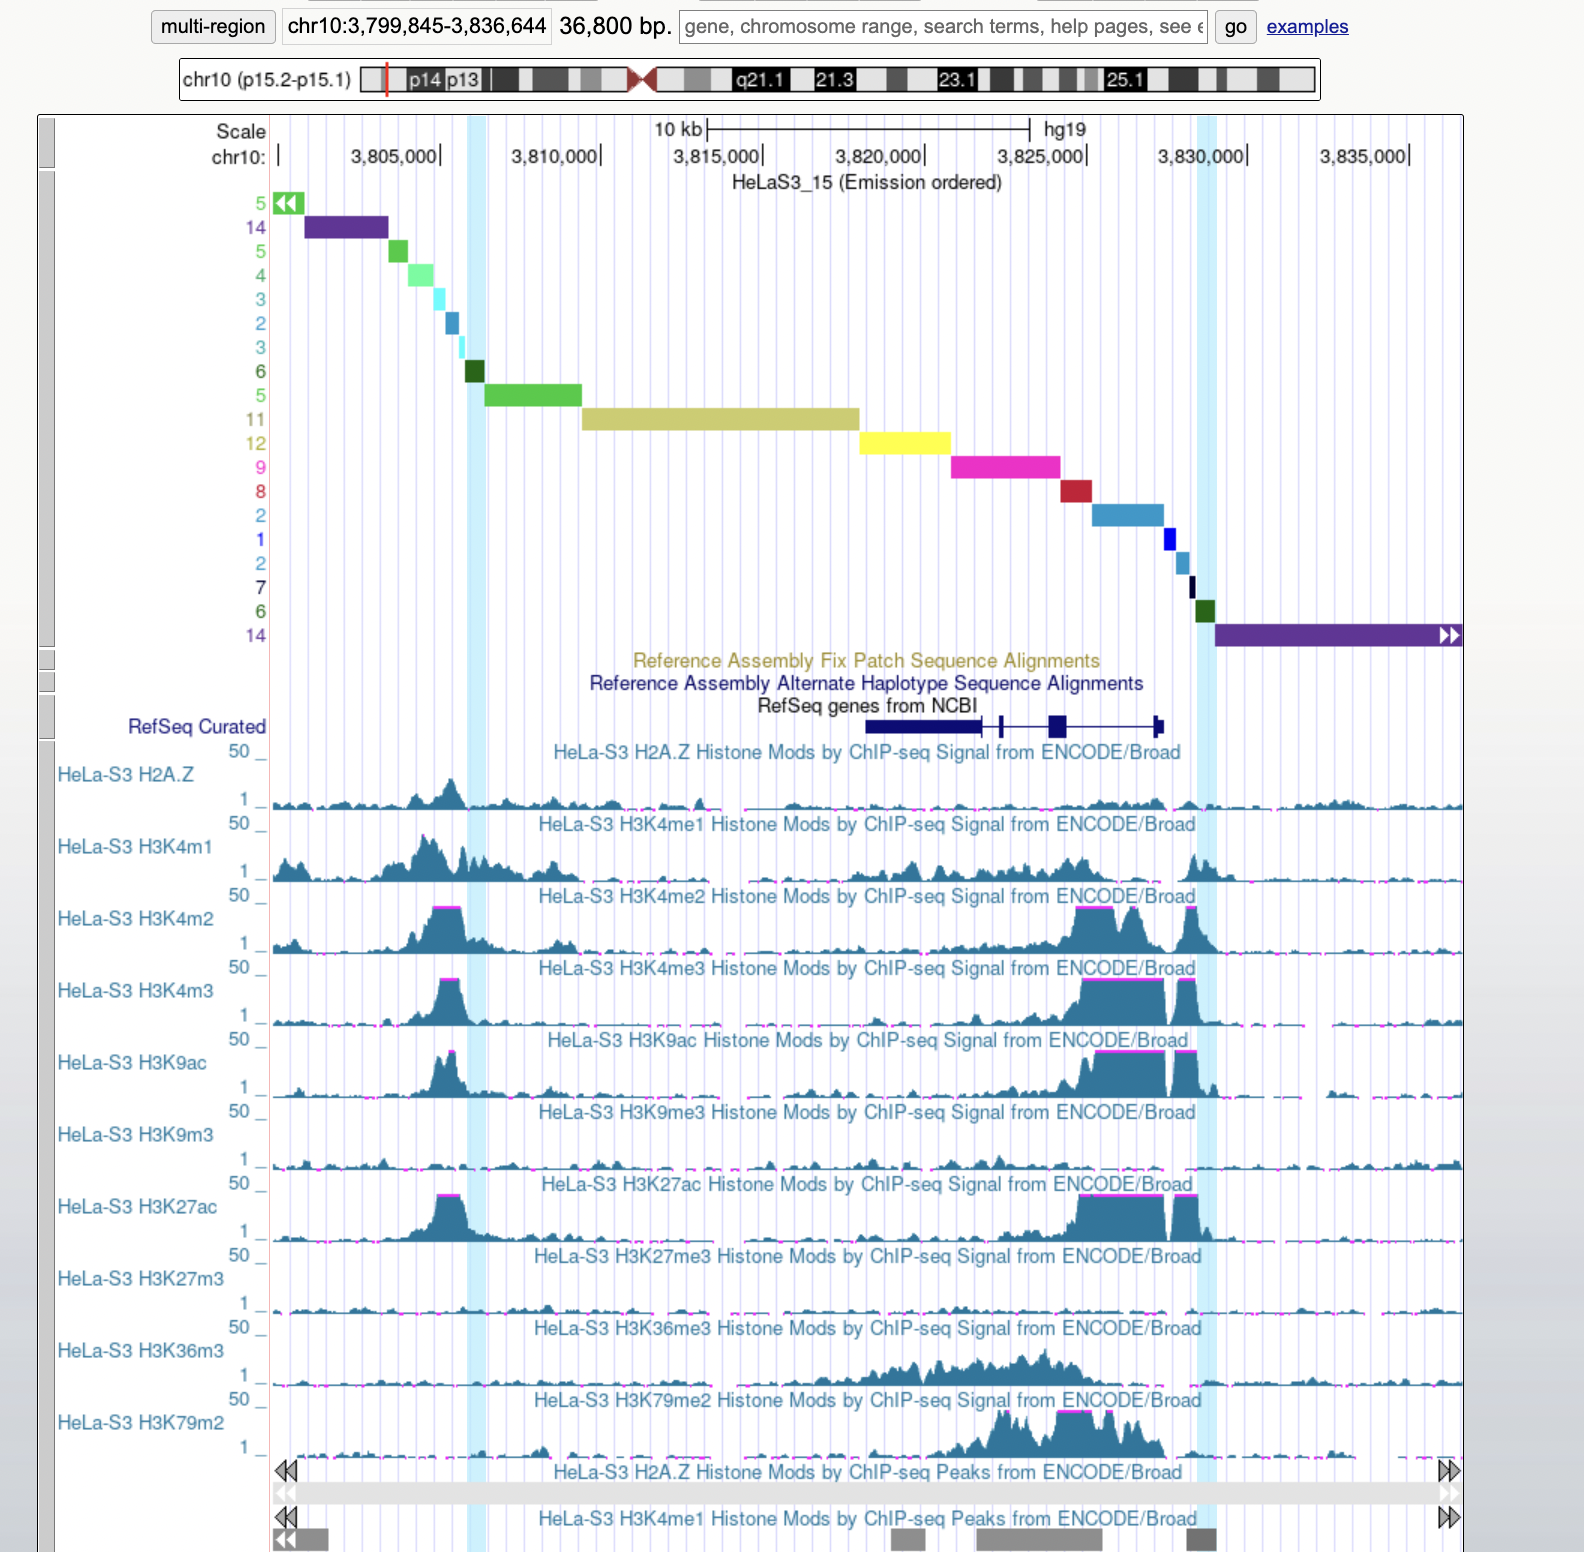 multi-region chr10:3,799,845-3,836,644 36,800 bp. gene, chromosome range, search terms, help pages, see e go examples
chr10 (p15.2-p15.1) p14 p13 q21.1 21.3 23.1 25.1
Scale 10 kb hg19
chr10: 3,805,000 3,810,000 3,815,000 3,820,000 3,825,000 3,830,000 3,835,000
HeLaS3_15 (Emission ordered)
5
14
5
4
3
2
3
6
5
11
12
9
8
2
1
2
7
6
14
Reference Assembly Fix Patch Sequence Alignments
Reference Assembly Alternate Haplotype Sequence Alignments
RefSeq genes from NCBI
RefSeq Curated
50 HeLa-S3 H2A.Z Histone Mods by ChIP-seq Signal from ENCODE/Broad
HeLa-S3 H2A.Z
1
50 HeLa-S3 H3K4me1 Histone Mods by ChIP-seq Signal from ENCODE/Broad
HeLa-S3 H3K4m1
1
50 HeLa-S3 H3K4me2 Histone Mods by ChIP-seq Signal from ENCODE/Broad
HeLa-S3 H3K4m2
1
50 HeLa-S3 H3K4me3 Histone Mods by ChIP-seq Signal from ENCODE/Broad
HeLa-S3 H3K4m3
1
50 HeLa-S3 H3K9ac Histone Mods by ChIP-seq Signal from ENCODE/Broad
HeLa-S3 H3K9ac
1
50 HeLa-S3 H3K9me3 Histone Mods by ChIP-seq Signal from ENCODE/Broad
HeLa-S3 H3K9m3
1
50 HeLa-S3 H3K27ac Histone Mods by ChIP-seq Signal from ENCODE/Broad
HeLa-S3 H3K27ac
1
50 HeLa-S3 H3K27me3 Histone Mods by ChIP-seq Signal from ENCODE/Broad
HeLa-S3 H3K27m3
1
50 HeLa-S3 H3K36me3 Histone Mods by ChIP-seq Signal from ENCODE/Broad
HeLa-S3 H3K36m3
1
50 HeLa-S3 H3K79me2 Histone Mods by ChIP-seq Signal from ENCODE/Broad
HeLa-S3 H3K79m2
1
HeLa-S3 H2A.Z Histone Mods by ChIP-seq Peaks from ENCODE/Broad
HeLa-S3 H3K4me1 Histone Mods by ChIP-seq Peaks from ENCODE/Broad